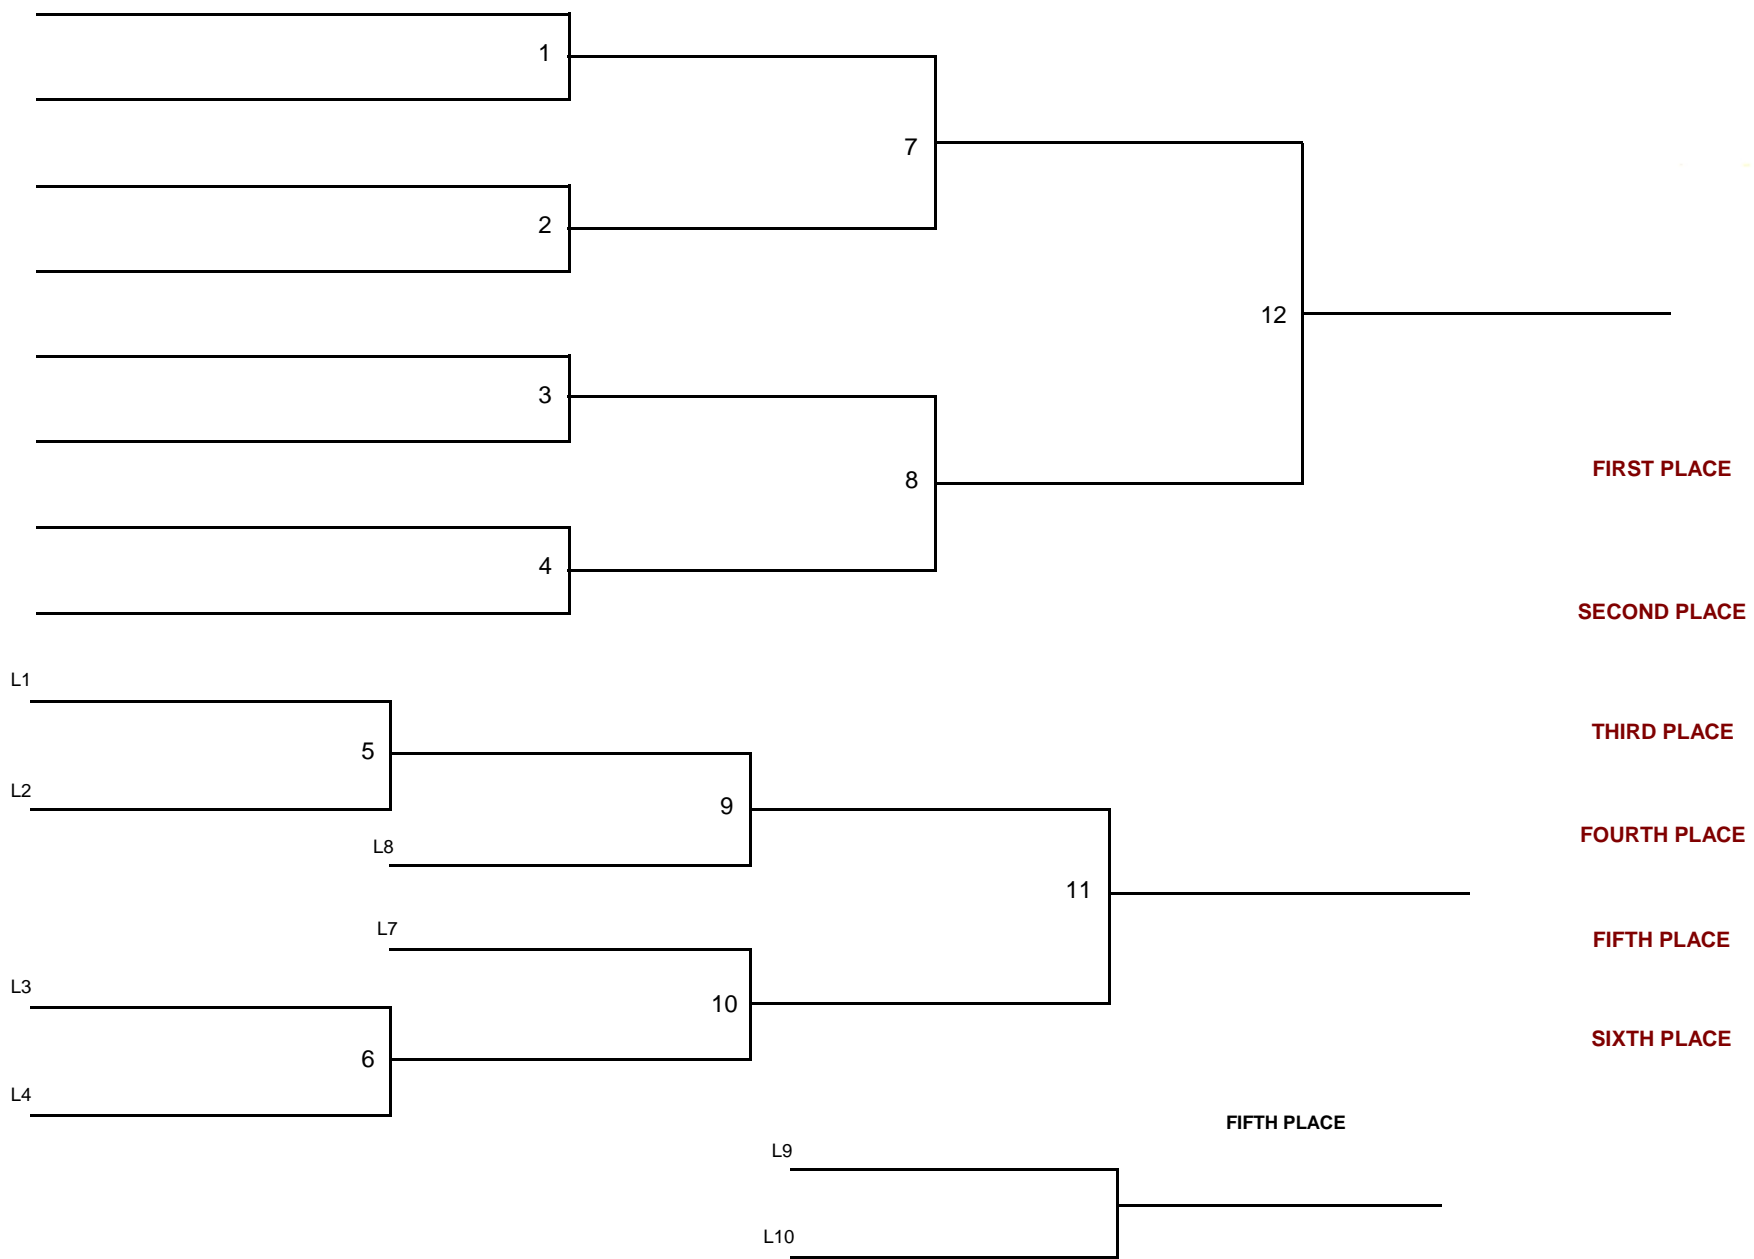 1
7
2
12
3
FIRST PLACE
8
4
SECOND PLACE
L1
THIRD PLACE
5
L2
9
FOURTH PLACE
L8
11
L7
FIFTH PLACE
L3
10
SIXTH PLACE
6
L4
FIFTH PLACE
L9
L10